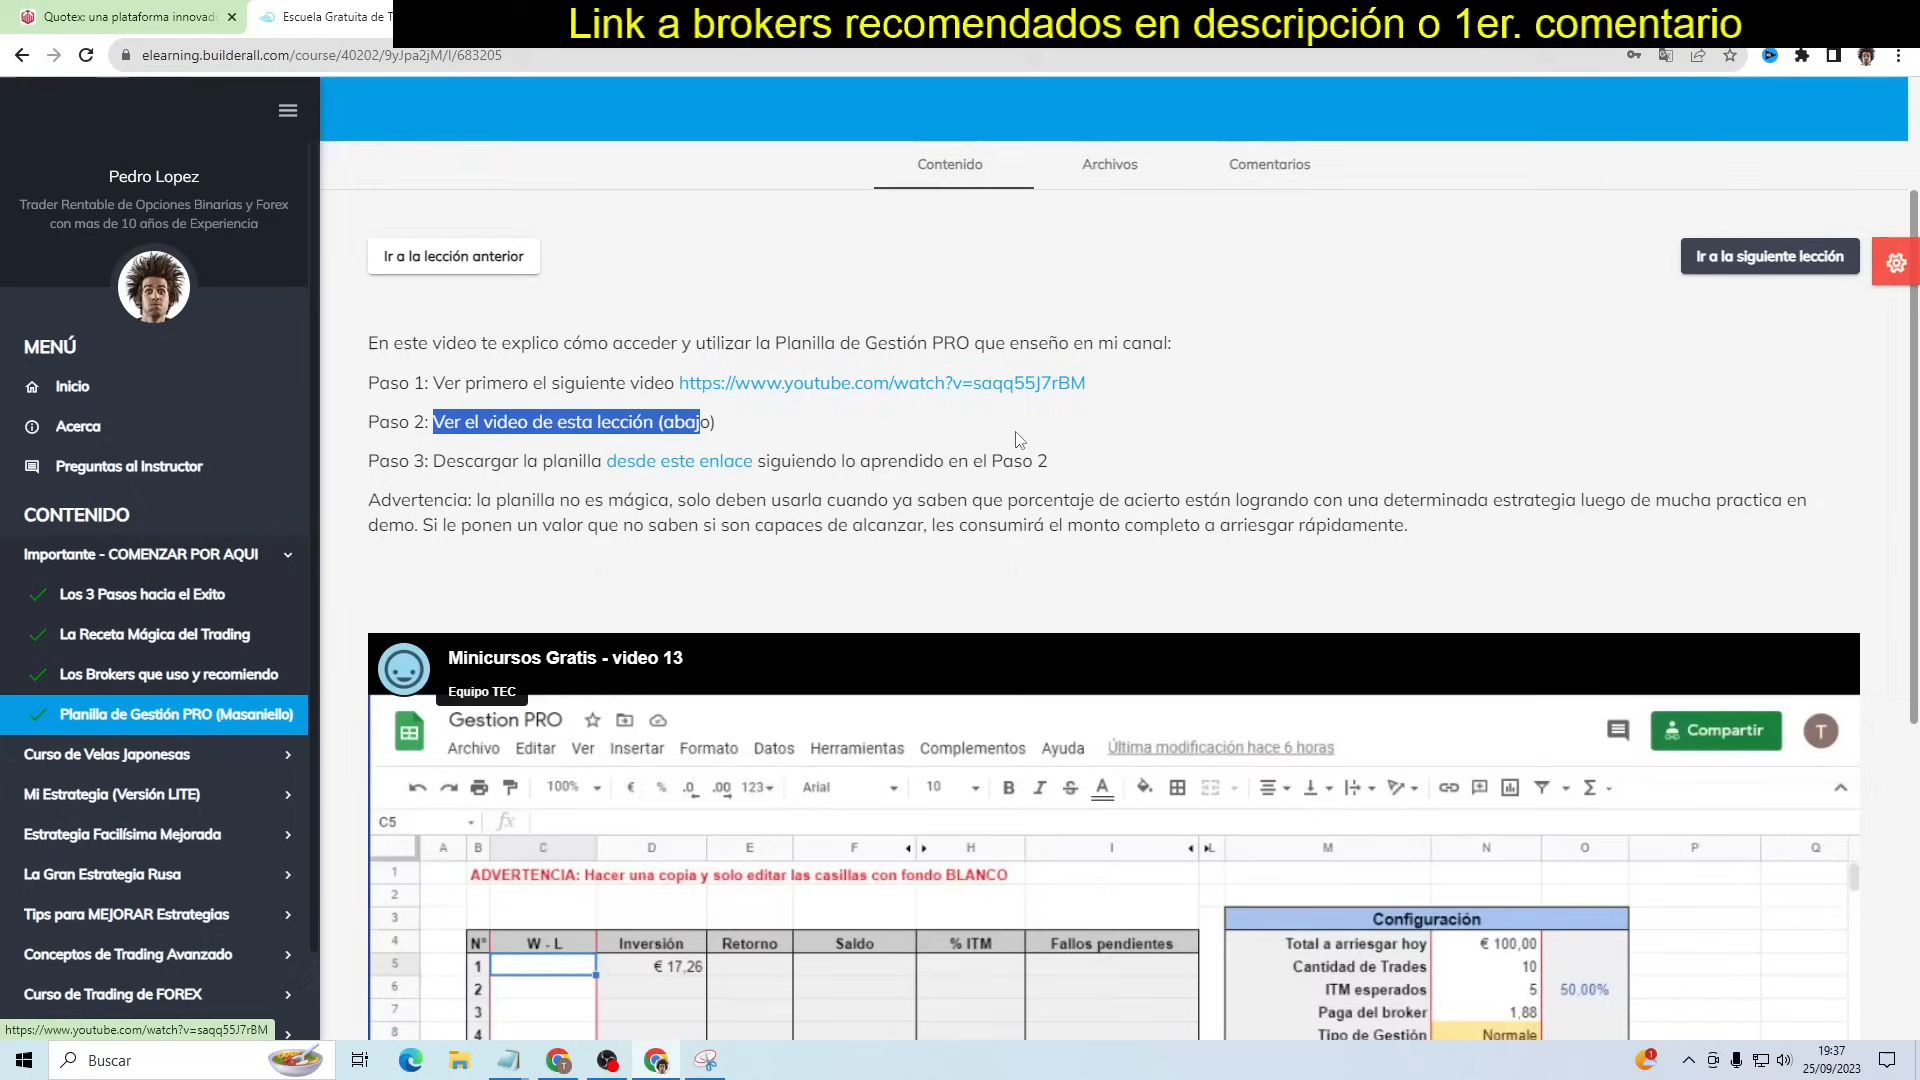 Quotex: una plataforma innovad
Escuela Gratuita de T
Link a brokers recomendados en descripción o 1er. comentario
elearning.builderall.com/course/40202/9yJpa2jM/l/683205
Pedro Lopez
Trader Rentable de Opciones Binarias y Forex
con mas de 10 años de Experiencia
MENÚ
Inicio
Acerca
Preguntas al Instructor
CONTENIDO
Importante - COMENZAR POR AQUI
Los 3 Pasos hacia el Exito
La Receta Mágica del Trading
Los Brokers que uso y recomiendo
Planilla de Gestión PRO (Masaniello)
Curso de Velas Japonesas
Mi Estrategia (Versión LITE)
Estrategia Facilísima Mejorada
La Gran Estrategia Rusa
Tips para MEJORAR Estrategias
Conceptos de Trading Avanzado
Curso de Trading de FOREX
https://www.youtube.com/watch?v=saqq55J7rBM
Contenido
Archivos
Comentarios
Ir a la lección anterior
Ir a la siguiente lección
En este video te explico cómo acceder y utilizar la Planilla de Gestión PRO que enseño en mi canal:
Paso 1: Ver primero el siguiente video https://www.youtube.com/watch?v=saqq55J7rBM
Paso 2: Ver el video de esta lección (abajo)
Paso 3: Descargar la planilla desde este enlace siguiendo lo aprendido en el Paso 2
Advertencia: la planilla no es mágica, solo deben usarla cuando ya saben que porcentaje de acierto están logrando con una determinada estrategia luego de mucha practica en
demo. Si le ponen un valor que no saben si son capaces de alcanzar, les consumirá el monto completo a arriesgar rápidamente.
Minicursos Gratis - video 13
Equipo TEC
Gestion PRO
Archivo Editar Ver Insertar Formato Datos Herramientas Complementos Ayuda Última modificación hace 6 horas
Compartir
T
100% € % .0 .00 123 Arial 10 B I S A Σ
C5 fx
A B C D E F H I L M N O P Q
1 ADVERTENCIA: Hacer una copia y solo editar las casillas con fondo BLANCO
2
3 Configuración
4 N° W - L Inversión Retorno Saldo % ITM Fallos pendientes Total a arriesgar hoy € 100,00
5 1 € 17,26 Cantidad de Trades 10
6 2 ITM esperados 5 50,00%
7 3 Paga del broker 1,88
8 4 Tipo de Gestión Normale
Buscar
1
19:37
25/09/2023